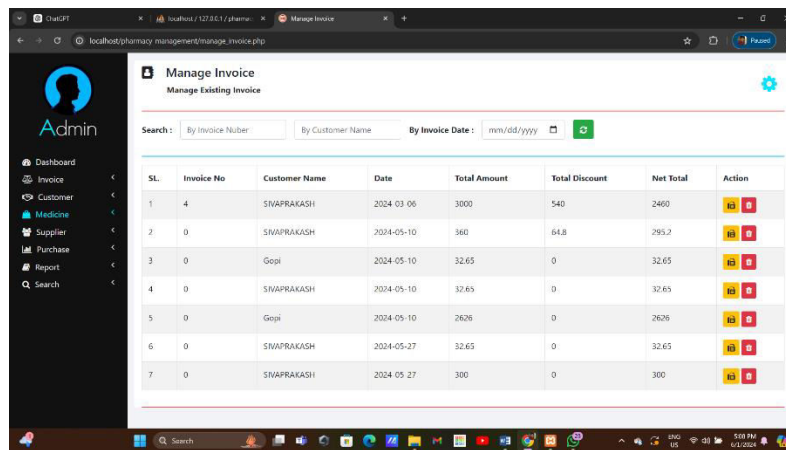 ChatGPT
localhost / 127.0.0.1 / pharmac
Manage Invoice
localhost/pharmacy management/manage_invoice.php
Paused
Manage Invoice
Manage Existing Invoice
Admin
Search :
By Invoice Nuber
By Customer Name
By Invoice Date :
mm/dd/yyyy
Dashboard
Invoice
Customer
Medicine
Supplier
Purchase
Report
Search
SL. Invoice No Customer Name Date Total Amount Total Discount Net Total Action
1 4 SIVAPRAKASH 2024-03-06 3000 540 2460
2 0 SIVAPRAKASH 2024-05-10 360 64.8 295.2
3 0 Gopi 2024-05-10 32.65 0 32.65
4 0 SIVAPRAKASH 2024-05-10 32.65 0 32.65
5 0 Gopi 2024-05-10 2626 0 2626
6 0 SIVAPRAKASH 2024-05-27 32.65 0 32.65
7 0 SIVAPRAKASH 2024-05-27 300 0 300
Search
ENG
US
5:00 PM
6/1/2024